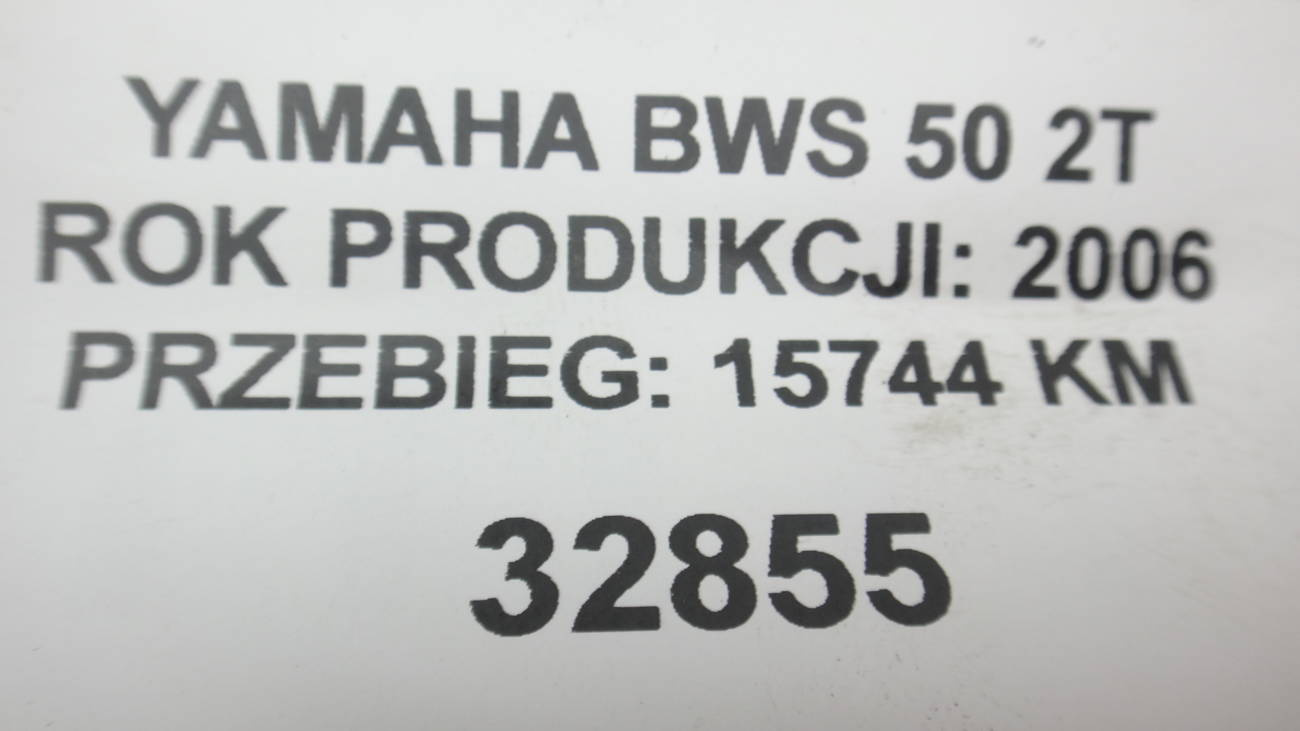 YAMAHA BWS 50 2T
ROK PRODUKCJI: 2006
PRZEBIEG: 15744 KM
32855